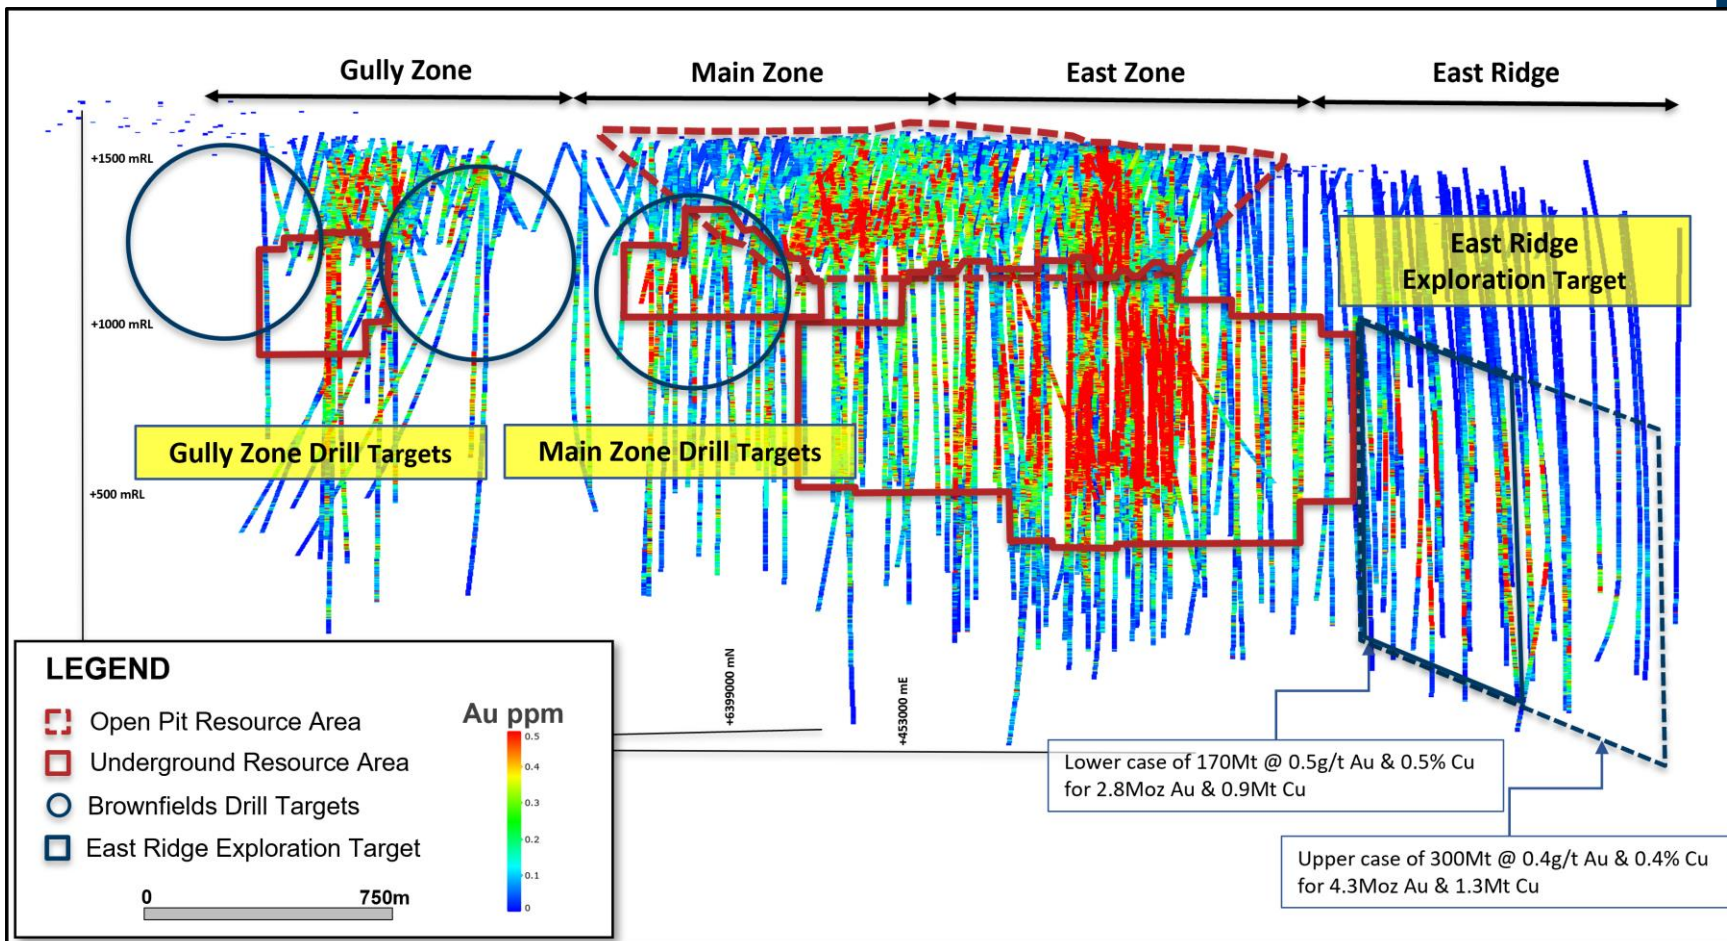 Gully Zone
Main Zone
East Zone
East Ridge
+1500 mRL
+1000 mRL
+500 mRL
East Ridge
Exploration Target
Gully Zone Drill Targets
Main Zone Drill Targets
+6399000 mN
+453000 mE
LEGEND
Open Pit Resource Area
Underground Resource Area
Brownfields Drill Targets
East Ridge Exploration Target
0
750m
Au ppm
0.5
0.4
0.3
0.2
0.1
0
Lower case of 170Mt @ 0.5g/t Au & 0.5% Cu
for 2.8Moz Au & 0.9Mt Cu
Upper case of 300Mt @ 0.4g/t Au & 0.4% Cu
for 4.3Moz Au & 1.3Mt Cu